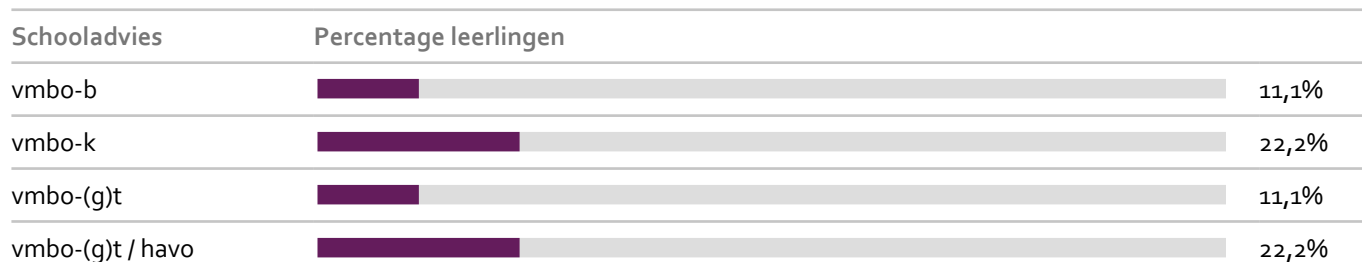 Schooladvies Percentage leerlingen
vmbo-b 11,1%
vmbo-k 22,2%
vmbo-(g)t 11,1%
vmbo-(g)t / havo 22,2%